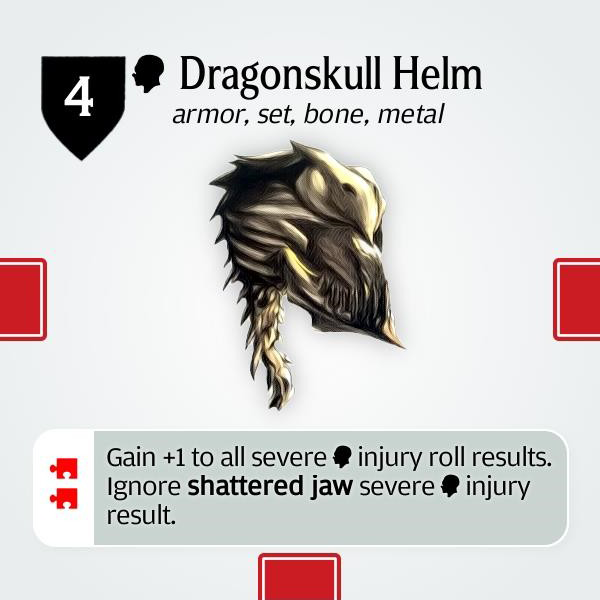 4
Dragonskull Helm
armor, set, bone, metal
Gain +1 to all severe injury roll results.
Ignore shattered jaw severe injury
result.